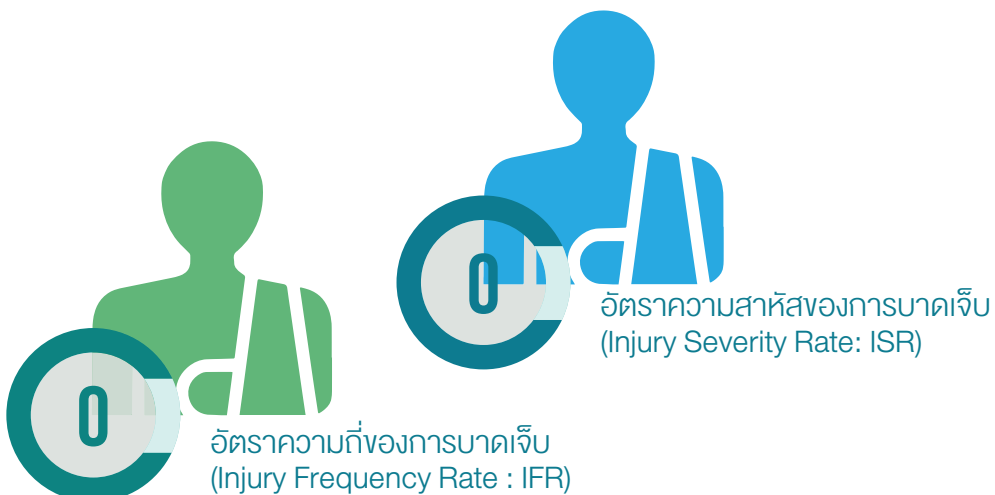 0
อัตราความสาหัสของการบาดเจ็บ
(Injury Severity Rate: ISR)
0
อัตราความถี่ของการบาดเจ็บ
(Injury Frequency Rate : IFR)